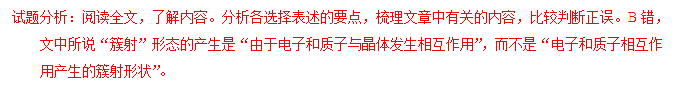 试题分析：阅读全文，了解内容。分析各选择表述的要点，梳理文章中有关的内容，比较判断正误。B 错，
文中所说“簇射”形态的产生是“由于电子和质子与晶体发生相互作用”，而不是“电子和质子相互作
用产生的簇射形状”。